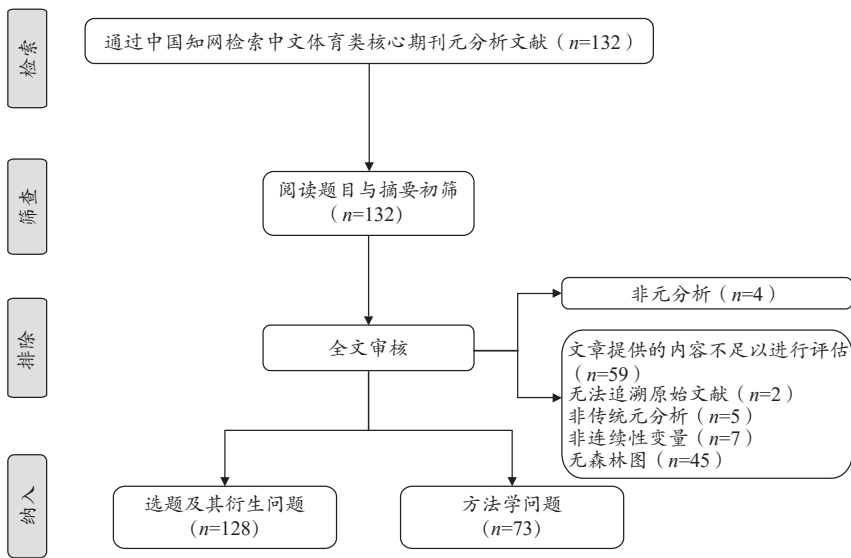 检索
通过中国知网检索中文体育类核心期刊元分析文献（n=132）
筛查
阅读题目与摘要初筛
（n=132）
排除
全文审核
非元分析（n=4）
文章提供的内容不足以进行评估
（n=59）
无法追溯原始文献（n=2）
非传统元分析（n=5）
非连续性变量（n=7）
无森林图（n=45）
纳入
选题及其衍生问题
（n=128）
方法学问题
（n=73）